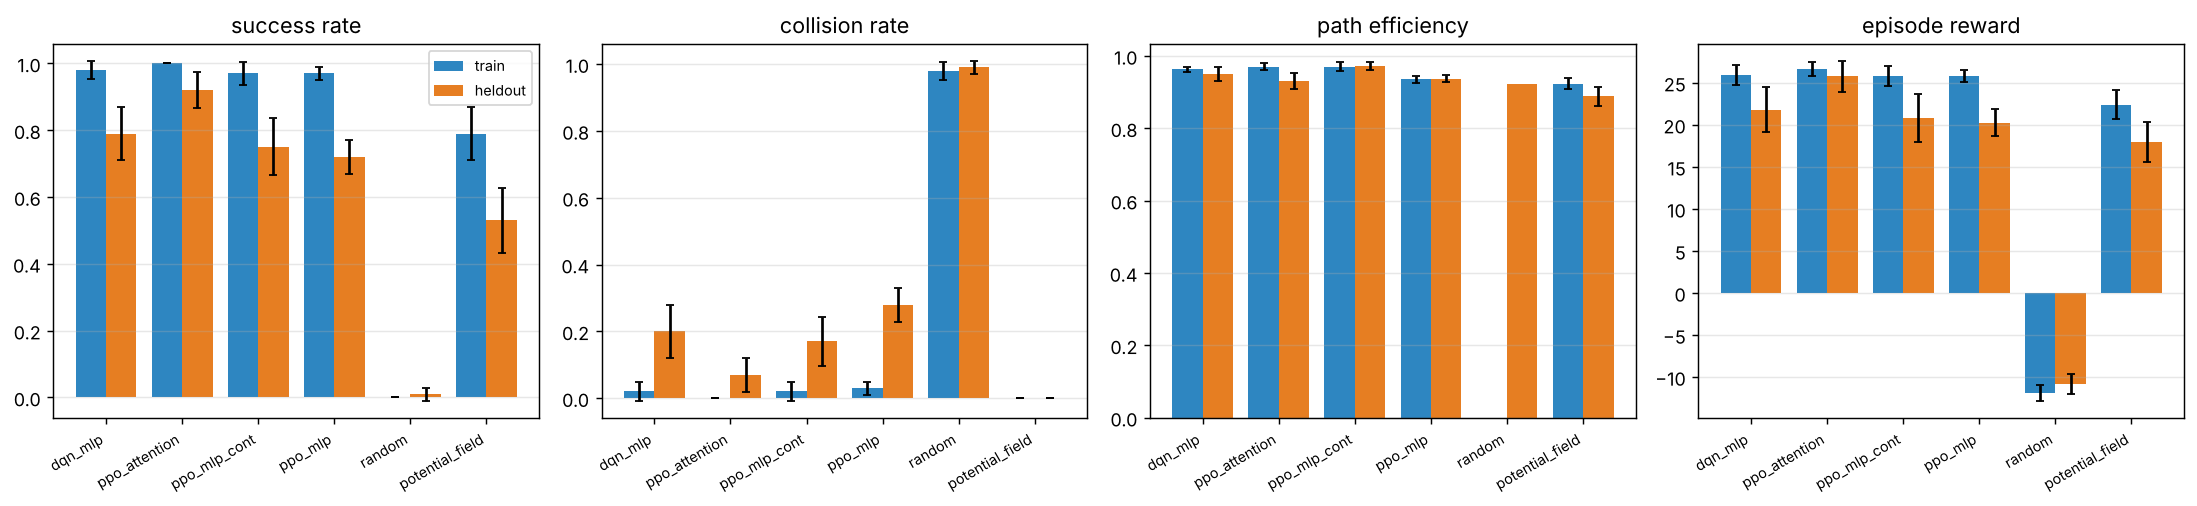 success rate
1.0
0.8
0.6
0.4
0.2
0.0
train
heldout
dqn_mlp
ppo_attention
ppo_mlp_cont
ppo_mlp
random
potential_field
collision rate
1.0
0.8
0.6
0.4
0.2
0.0
dqn_mlp
ppo_attention
ppo_mlp_cont
ppo_mlp
random
potential_field
path efficiency
1.0
0.8
0.6
0.4
0.2
0.0
dqn_mlp
ppo_attention
ppo_mlp_cont
ppo_mlp
random
potential_field
episode reward
25
20
15
10
5
0
−5
−10
dqn_mlp
ppo_attention
ppo_mlp_cont
ppo_mlp
random
potential_field